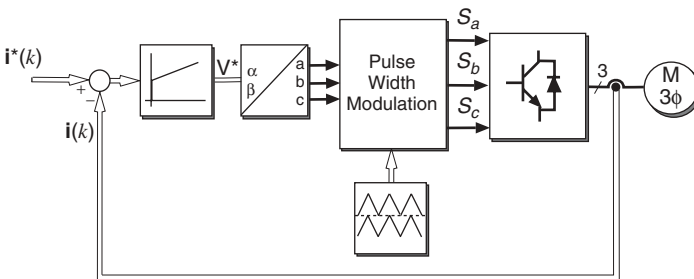 i*(k)
+
−
i(k)
V*
α
β
a
b
c
Pulse
Width
Modulation
Sa
Sb
Sc
3
M
3ϕ